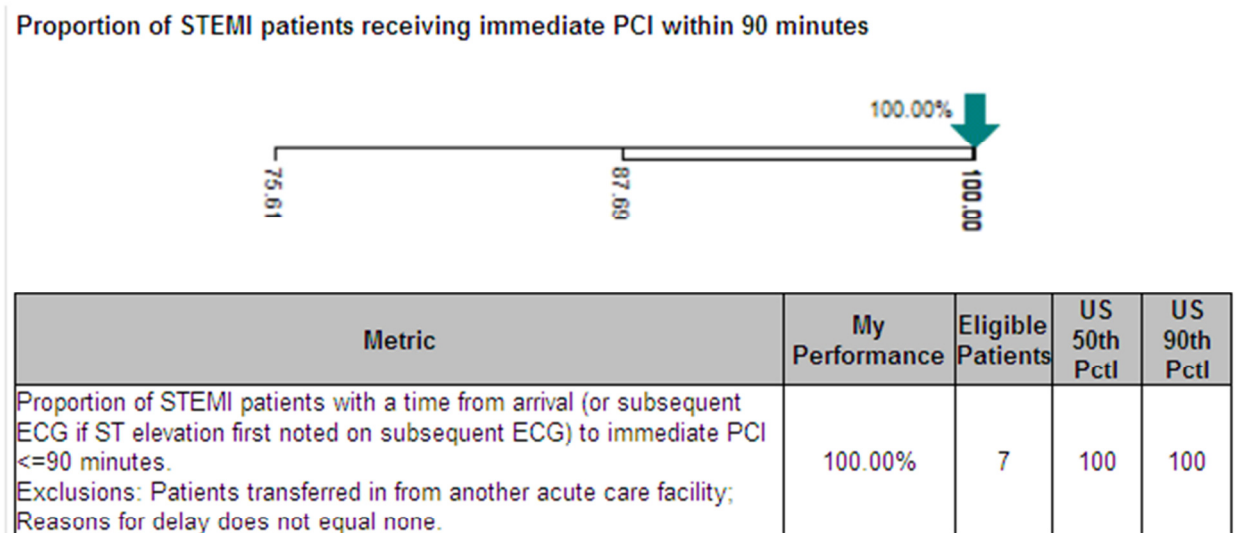 Proportion of STEMI patients receiving immediate PCI within 90 minutes
100.00%
75.61
87.69
100.00
Metric
My Performance
Eligible Patients
US 50th Pctl
US 90th Pctl
Proportion of STEMI patients with a time from arrival (or subsequent
ECG if ST elevation first noted on subsequent ECG) to immediate PCI
<=90 minutes.
Exclusions: Patients transferred in from another acute care facility;
Reasons for delay does not equal none.
100.00%
7
100
100